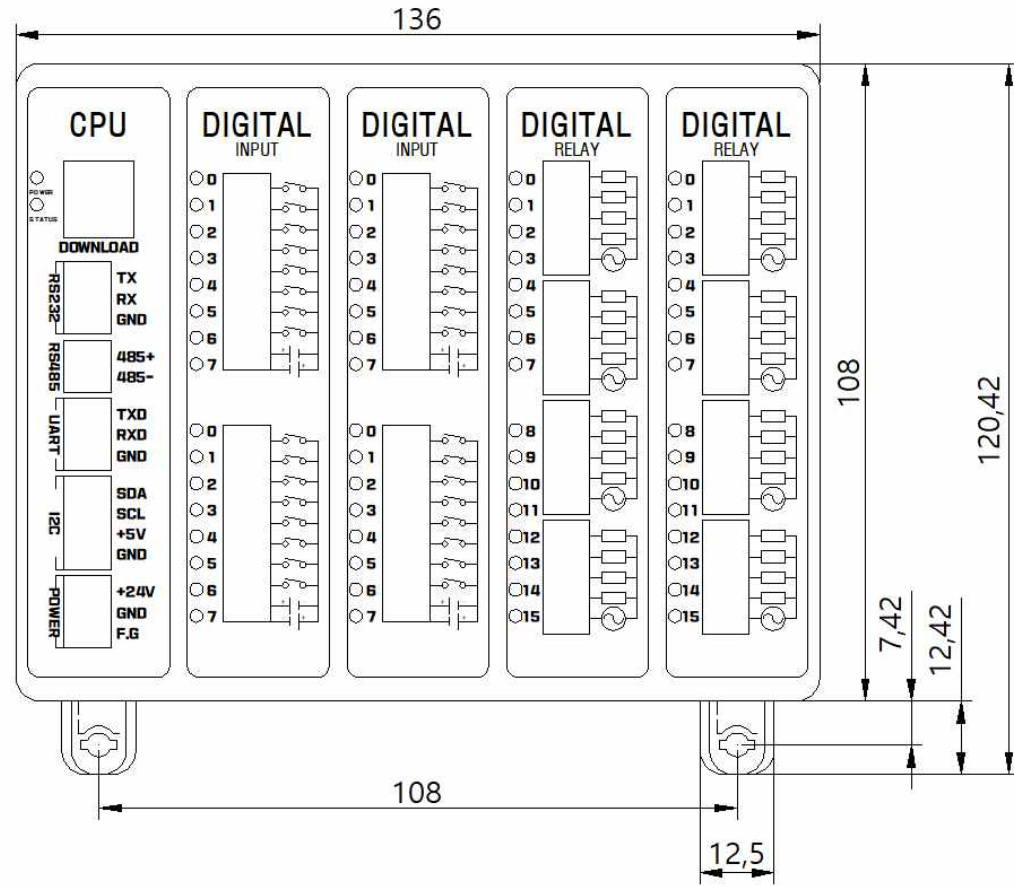 136
CPU
POWER
STATUS
DOWNLOAD
RS232
TX
RX
GND
RS485
485+
485-
UART
TXD
RXD
GND
I2C
SDA
SCL
+5V
GND
POWER
+24V
GND
F.G
DIGITAL
INPUT
0
1
2
3
4
5
6
7
0
1
2
3
4
5
6
7
DIGITAL
INPUT
0
1
2
3
4
5
6
7
0
1
2
3
4
5
6
7
DIGITAL
RELAY
0
1
2
3
4
5
6
7
8
9
10
11
12
13
14
15
DIGITAL
RELAY
0
1
2
3
4
5
6
7
8
9
10
11
12
13
14
15
108
120,42
7,42
12,42
108
12,5